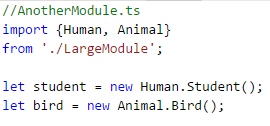 //AnotherModule.ts
import {Human, Animal}
from './LargeModule';
let student = new Human.Student();
let bird = new Animal.Bird();